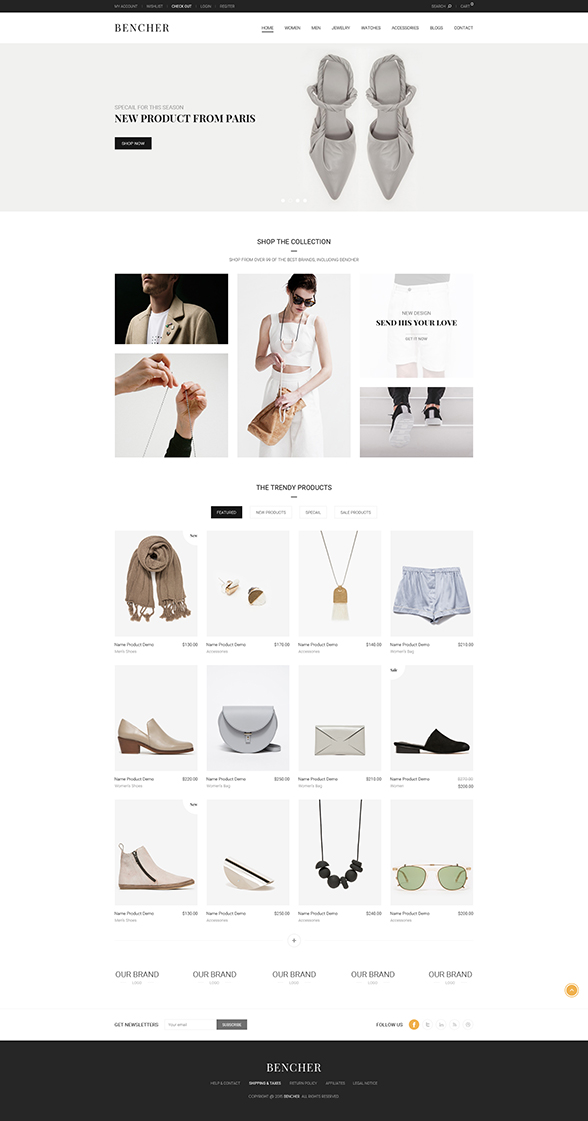 MY ACCOUNT WISHLIST CHECK OUT LOGIN REGISTER SEARCH CART
BENCHER HOME WOMEN MEN JEWELRY WATCHES ACCESSORIES BLOGS CONTACT
SPECAIL FOR THIS SEASON
NEW PRODUCT FROM PARIS
SHOP NOW
SHOP THE COLLECTION
SHOP FROM OVER 99 OF THE BEST BRANDS, INCLUDING BENCHER
NEW DESIGN
SEND HIS YOUR LOVE
GET IT NOW
THE TRENDY PRODUCTS
FEATURED NEW PRODUCTS SPECAIL SALE PRODUCTS
Name Product Demo $130.00 Name Product Demo $170.00 Name Product Demo $140.00 Name Product Demo $210.00
Men's Shoes Accessories Accessories Women's Bag
Sale
Name Product Demo $320.00 Name Product Demo $250.00 Name Product Demo $210.00 Name Product Demo
Women's Shoes Women's Bag Women's Bag Women $200.00
Name Product Demo $130.00 Name Product Demo $250.00 Name Product Demo $240.00 Name Product Demo $200.00
Men's Shoes Accessories Accessories Accessories
+
OUR BRAND OUR BRAND OUR BRAND OUR BRAND OUR BRAND
LOGO LOGO LOGO LOGO LOGO
GET NEWSLETTERS Your email SUBSCRIBE FOLLOW US
BENCHER
HELP & CONTACT SHIPPING & TAXES RETURN POLICY AFFILIATES LEGAL NOTICE
COPYRIGHT @ 2015 BENCHER. ALL RIGHTS RESERVED.